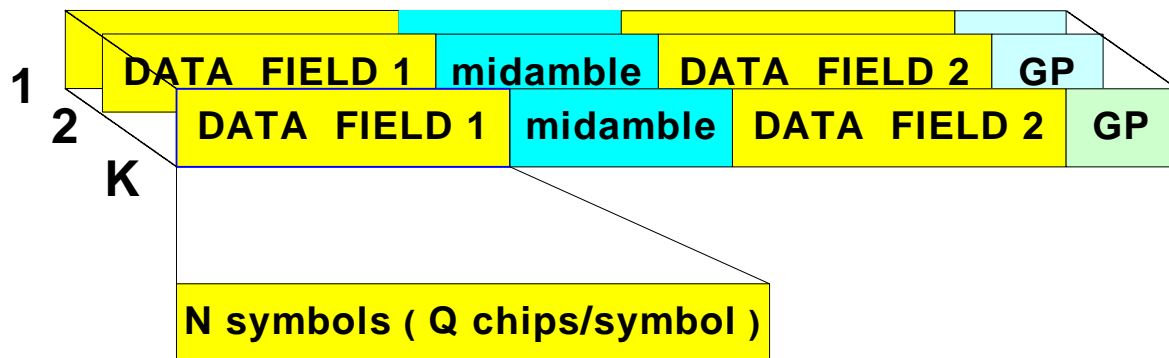 1 DATA FIELD 1 midamble DATA FIELD 2 GP
2 DATA FIELD 1 midamble DATA FIELD 2 GP
K
N symbols ( Q chips/symbol )